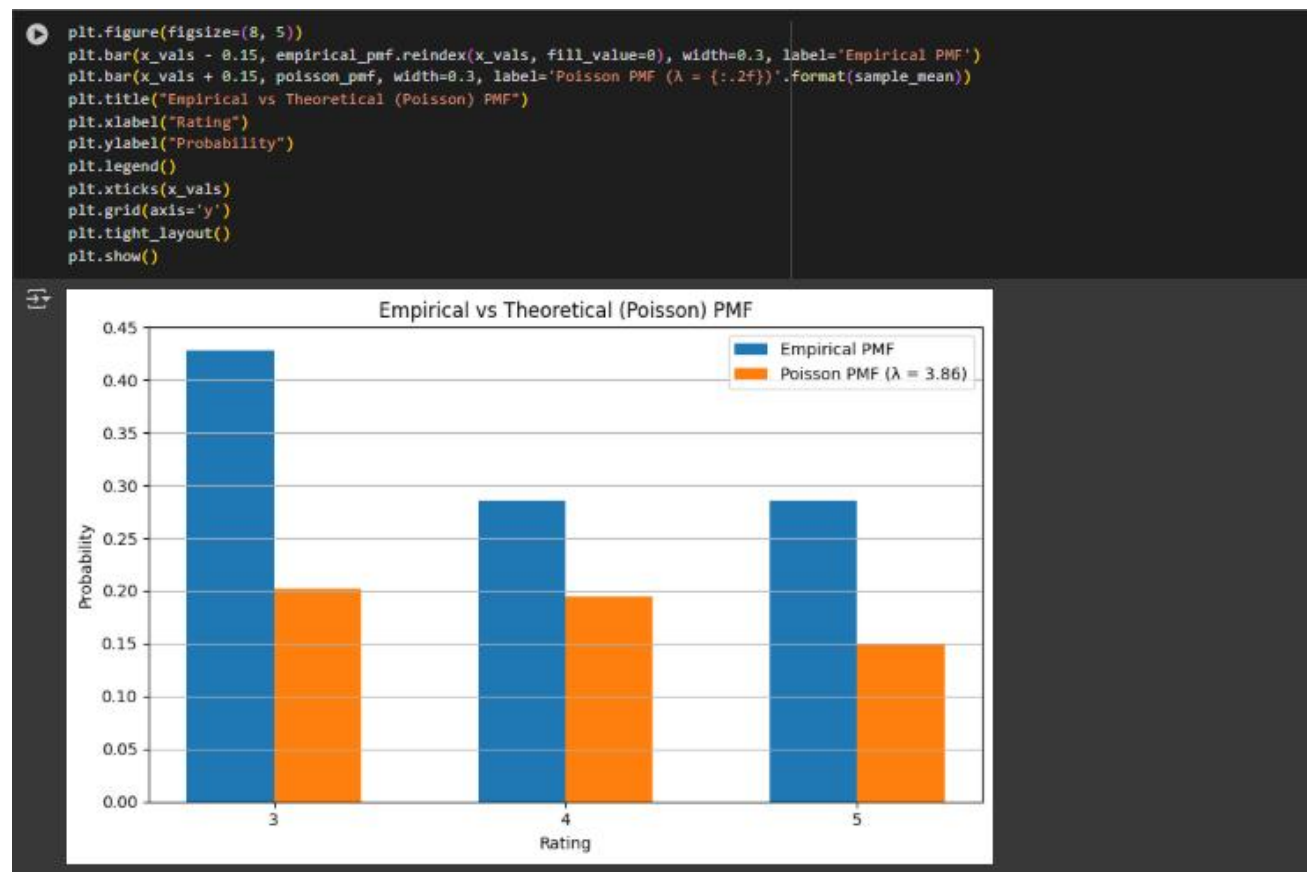 plt.figure(figsize=(8, 5))
plt.bar(x_vals - 0.15, empirical_pmf.reindex(x_vals, fill_value=0), width=0.3, label='Empirical PMF')
plt.bar(x_vals + 0.15, poisson_pmf, width=0.3, label='Poisson PMF (λ = {:.2f})'.format(sample_mean))
plt.title("Empirical vs Theoretical (Poisson) PMF")
plt.xlabel("Rating")
plt.ylabel("Probability")
plt.legend()
plt.xticks(x_vals)
plt.grid(axis='y')
plt.tight_layout()
plt.show()
Empirical vs Theoretical (Poisson) PMF
Empirical PMF
Poisson PMF (λ = 3.86)
Probability
0.45
0.40
0.35
0.30
0.25
0.20
0.15
0.10
0.05
0.00
3 4 5
Rating